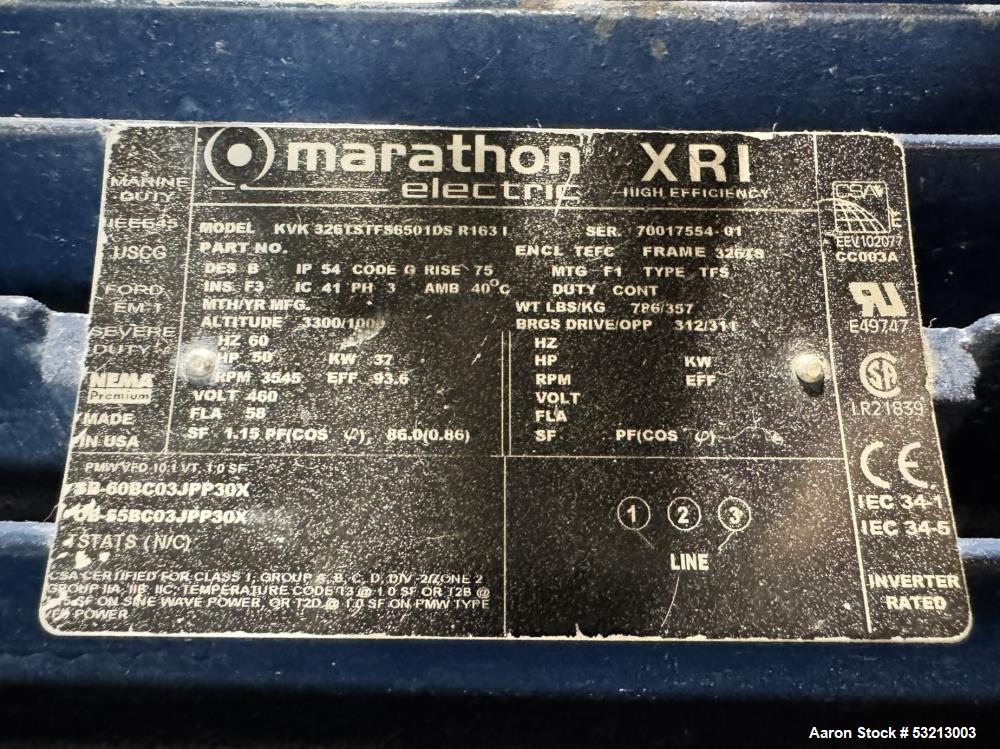 marathon XRI
electric HIGH EFFICIENCY
MARINE
DUTY
IEEE45
USCG
FORD
EM-1
SEVERE
DUTY
NEMA
Premium
MADE
IN USA
MODEL KVK 326TSTFS6501DS R163 SER. 70017554-01
PART NO. ENCL TEFC FRAME 326TS
DES B IP 54 CODE G RISE 75 MTG F1 TYPE TFS
INS F3 IC 41 PH 3 AMB 40°C DUTY CONT
MTH/YR MFG. WT LBS/KG 786/357
ALTITUDE 3300/1000 BRGS DRIVE/OPP 312/311
HZ 60 HZ
HP 50 KW 37 HP KW
RPM 3545 EFF 93.6 RPM EFF
VOLT 460 VOLT
FLA 58 FLA
SF 1.15 PF(COS φ) 86.0(0.86) SF PF(COS φ)
PMW VFD 10:1 VT, 1.0 SF
SB-60BC03JPP30X
OB-55BC03JPP30X
STATS (N/C)
1 2 3
LINE
CSA CERTIFIED FOR CLASS 1, GROUP A, B, C, D, DIV 2/ZONE 2
GROUP IIA, IIB, IIC; TEMPERATURE CODE T3 @ 1.0 SF OR T2B @
SF ON SINE WAVE POWER, OR T2D @ 1.0 SF ON PMW TYPE
POWER
CSA
EEV102077
CC003A
E49747
LR21839
CE
IEC 34-1
IEC 34-5
INVERTER
RATED
Aaron Stock # 53213003